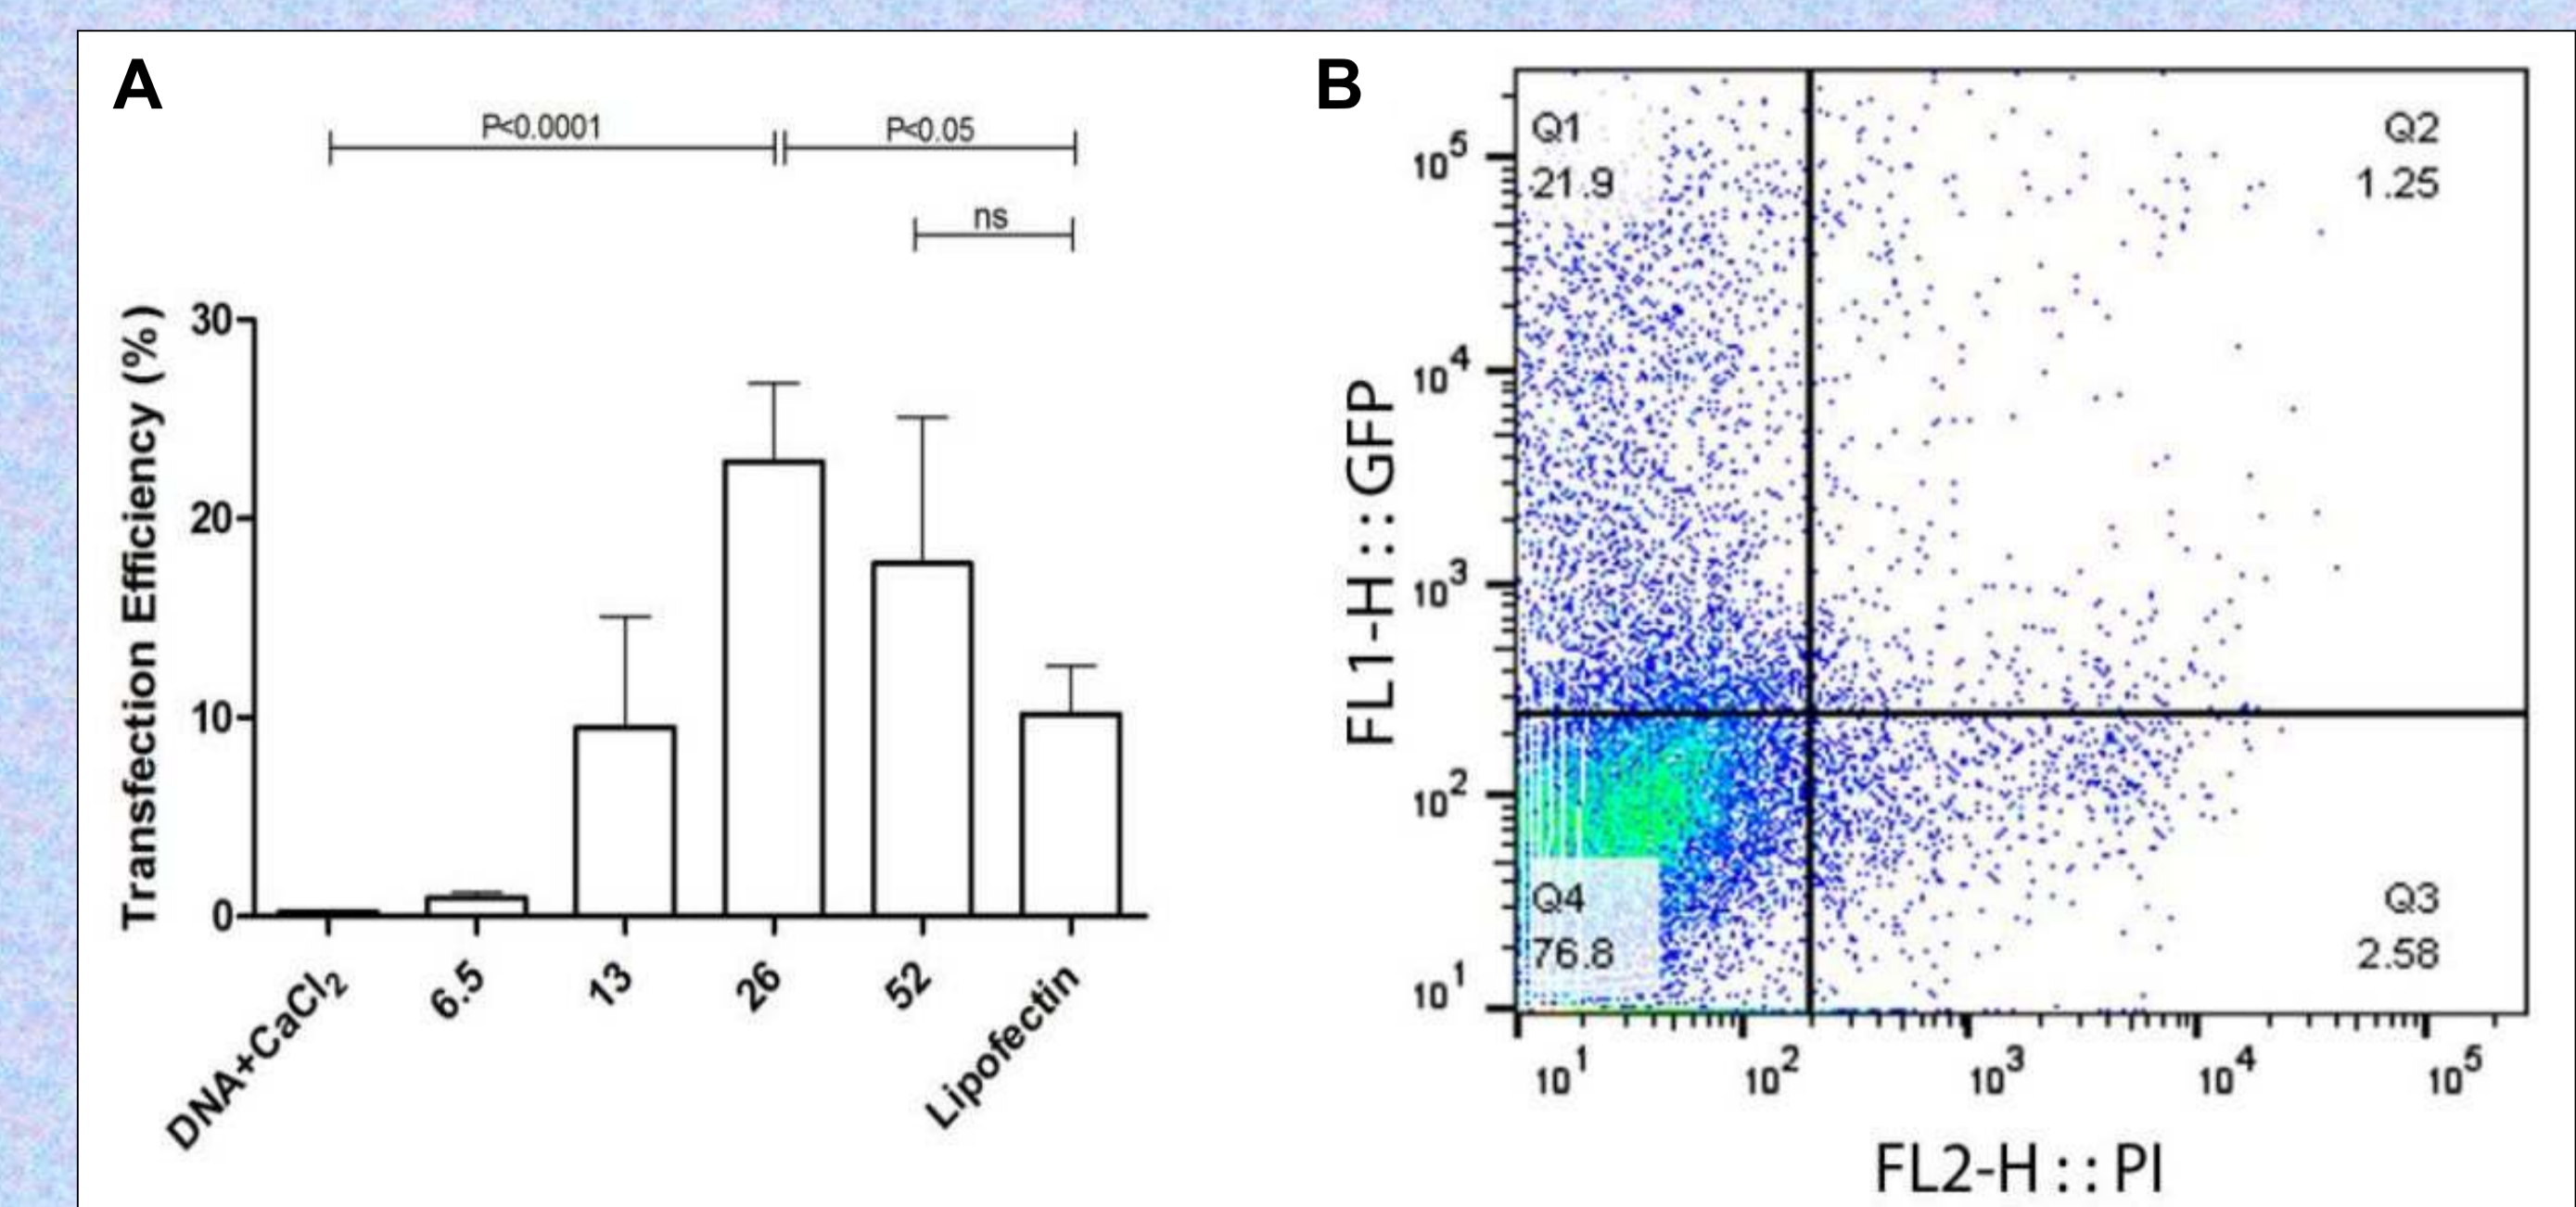 A
P<0.0001
P<0.05
ns
Transfection Efficiency (%)
30
20
10
0
DNA+CaCl2
6.5
13
26
52
Lipofectin
B
FL1-H : : GFP
10^5
10^4
10^3
10^2
10^1
Q1
21.9
Q2
1.25
Q4
76.8
Q3
2.58
10^1
10^2
10^3
10^4
10^5
FL2-H : : PI